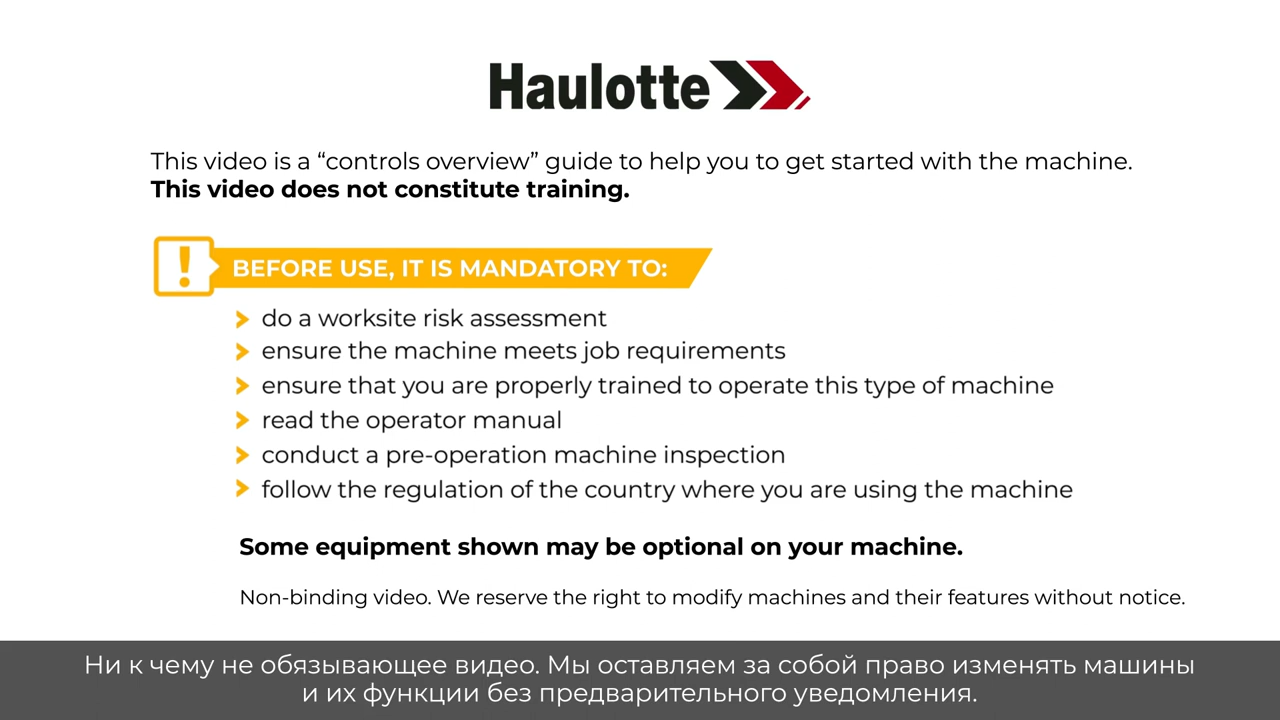 Haulotte
This video is a “controls overview” guide to help you to get started with the machine.
This video does not constitute training.
BEFORE USE, IT IS MANDATORY TO:
do a worksite risk assessment
ensure the machine meets job requirements
ensure that you are properly trained to operate this type of machine
read the operator manual
conduct a pre-operation machine inspection
follow the regulation of the country where you are using the machine
Some equipment shown may be optional on your machine.
Non-binding video. We reserve the right to modify machines and their features without notice.
Ни к чему не обязывающее видео. Мы оставляем за собой право изменять машины
и их функции без предварительного уведомления.